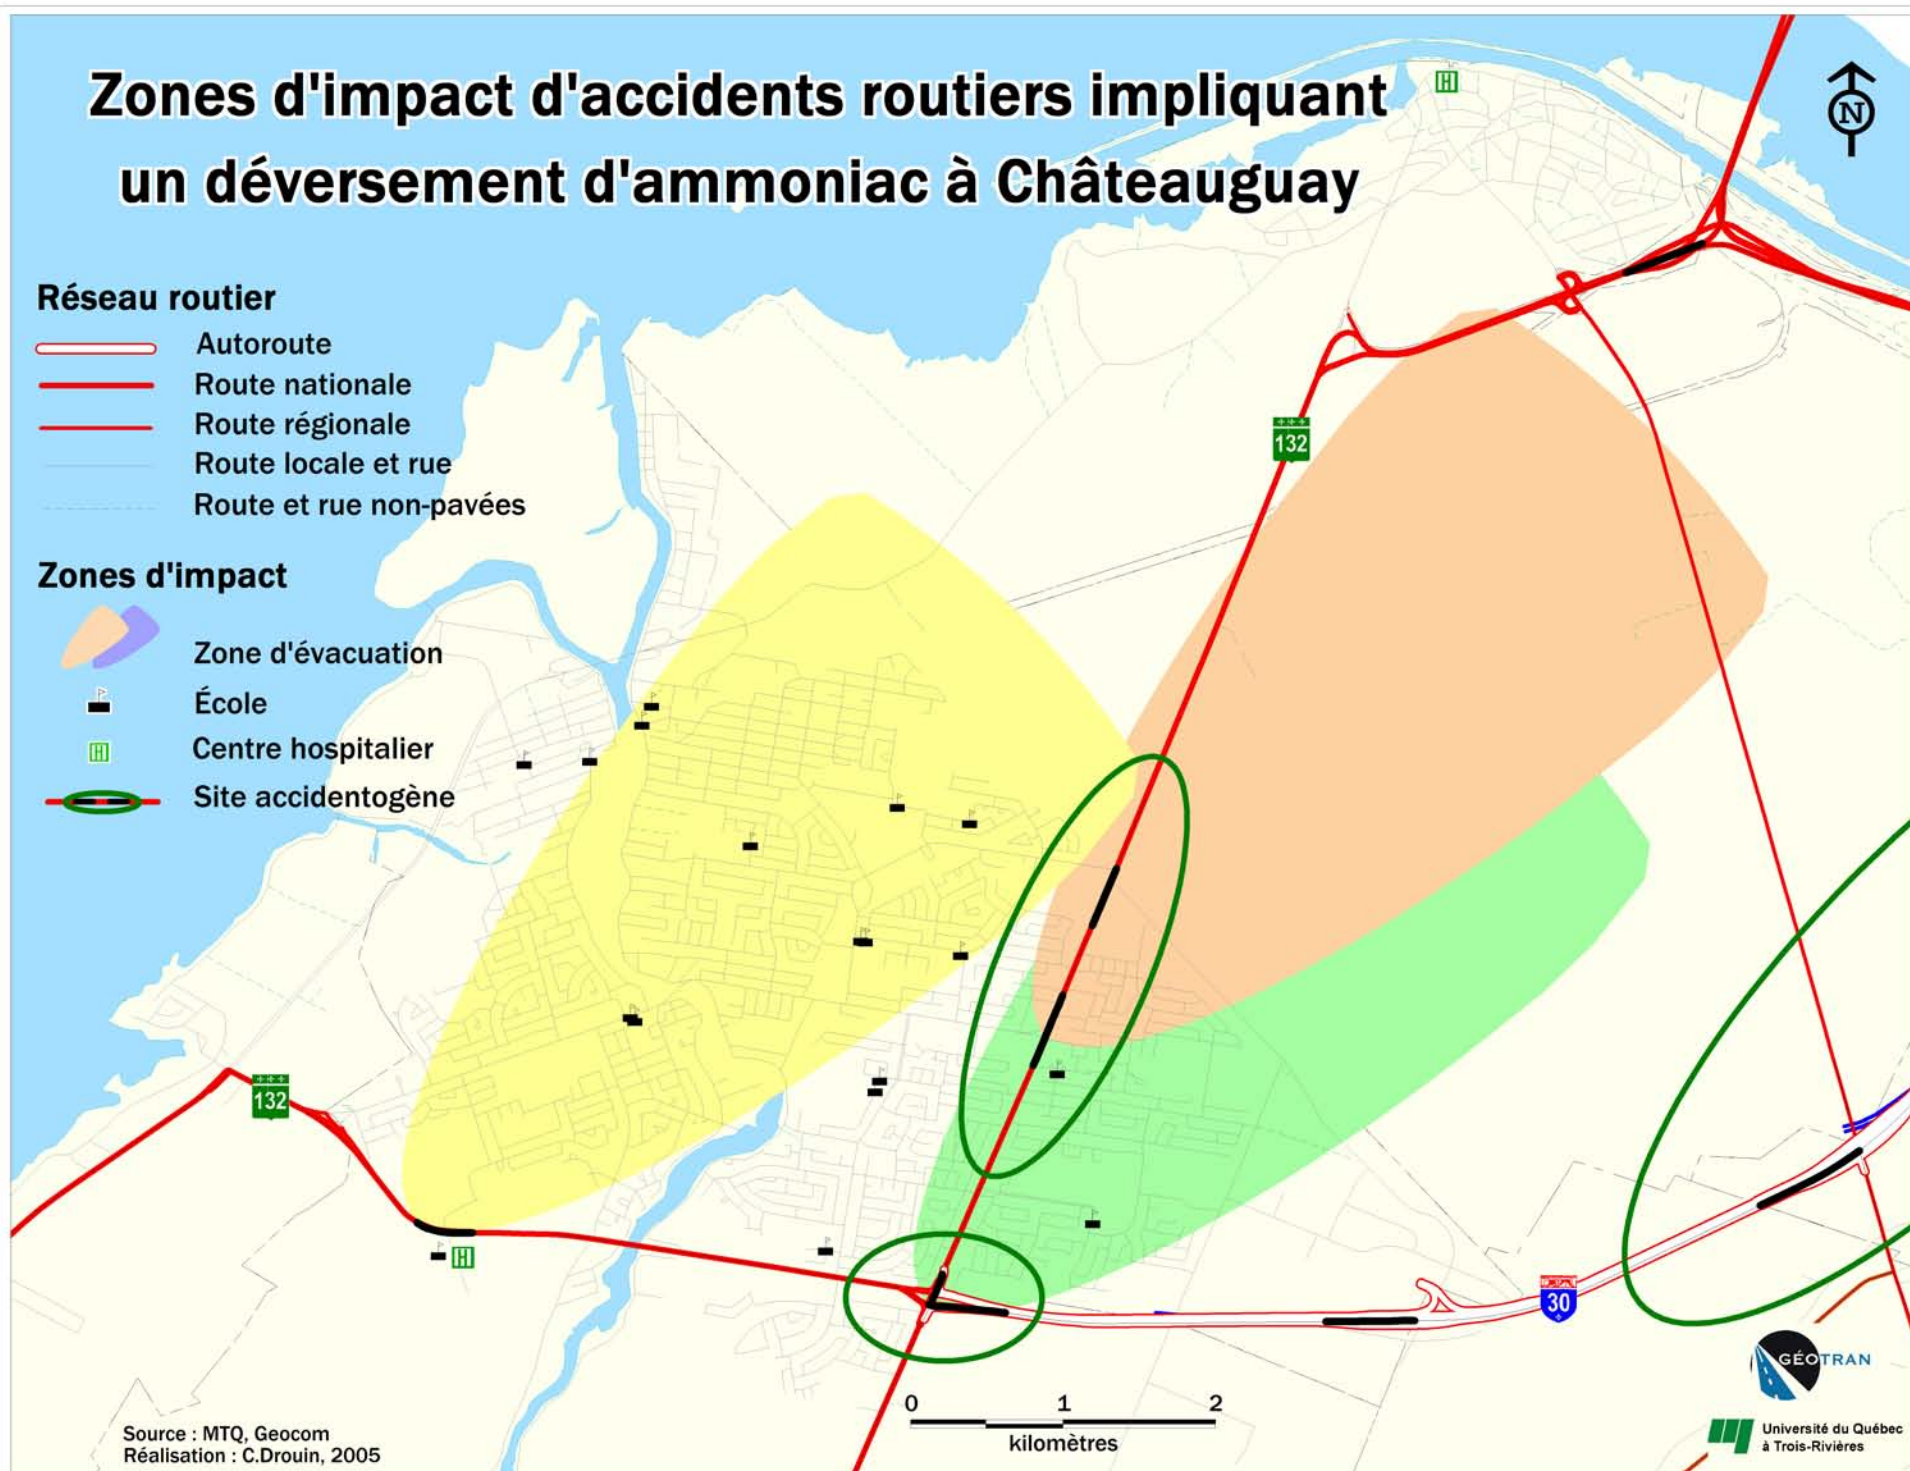 Zones d'impact d'accidents routiers impliquant
un déversement d'ammoniac à Châteauguay
N
H
Réseau routier
Autoroute
Route nationale
Route régionale
Route locale et rue
Route et rue non-pavées
132
Zones d'impact
Zone d'évacuation
École
H
Centre hospitalier
Site accidentogène
132
H
30
GÉOTRAN
0 1 2
kilomètres
Source : MTQ, Geocom
Réalisation : C.Drouin, 2005
Université du Québec
à Trois-Rivières